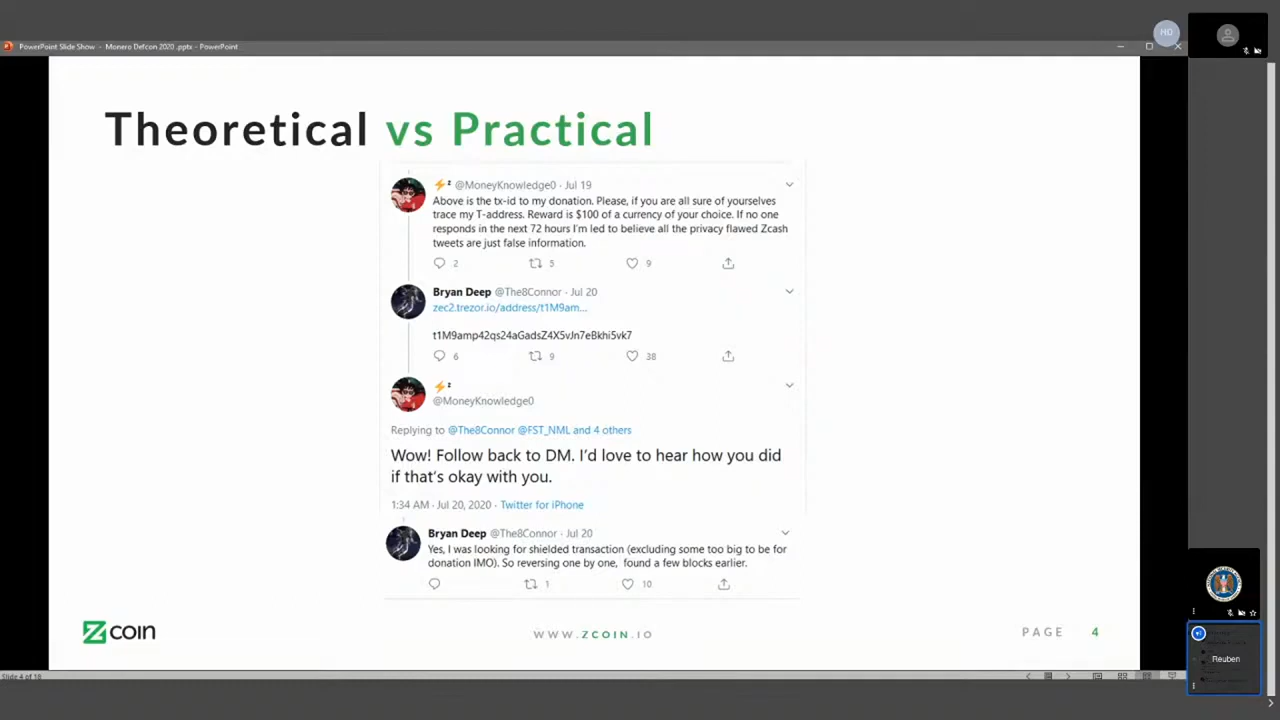 PowerPoint Slide Show - Monero Defcon 2020 .pptx - PowerPoint
HD
Theoretical vs Practical
@MoneyKnowledge0 · Jul 19
Above is the tx-id to my donation. Please, if you are all sure of yourselves
trace my T-address. Reward is $100 of a currency of your choice. If no one
responds in the next 72 hours I'm led to believe all the privacy flawed Zcash
tweets are just false information.
2 5 9
Bryan Deep @The8Connor · Jul 20
zec2.trezor.io/address/t1M9am...
t1M9amp42qs24aGadsZ4X5vJn7eBkhi5vk7
6 9 38
@MoneyKnowledge0
Replying to @The8Connor @FST_NML and 4 others
Wow! Follow back to DM. I'd love to hear how you did
if that's okay with you.
1:34 AM · Jul 20, 2020 · Twitter for iPhone
Bryan Deep @The8Connor · Jul 20
Yes, I was looking for shielded transaction (excluding some too big to be for
donation IMO). So reversing one by one, found a few blocks earlier.
1 10
Zcoin
WWW.ZCOIN.IO
PAGE 4
Reuben
Slide 4 of 18